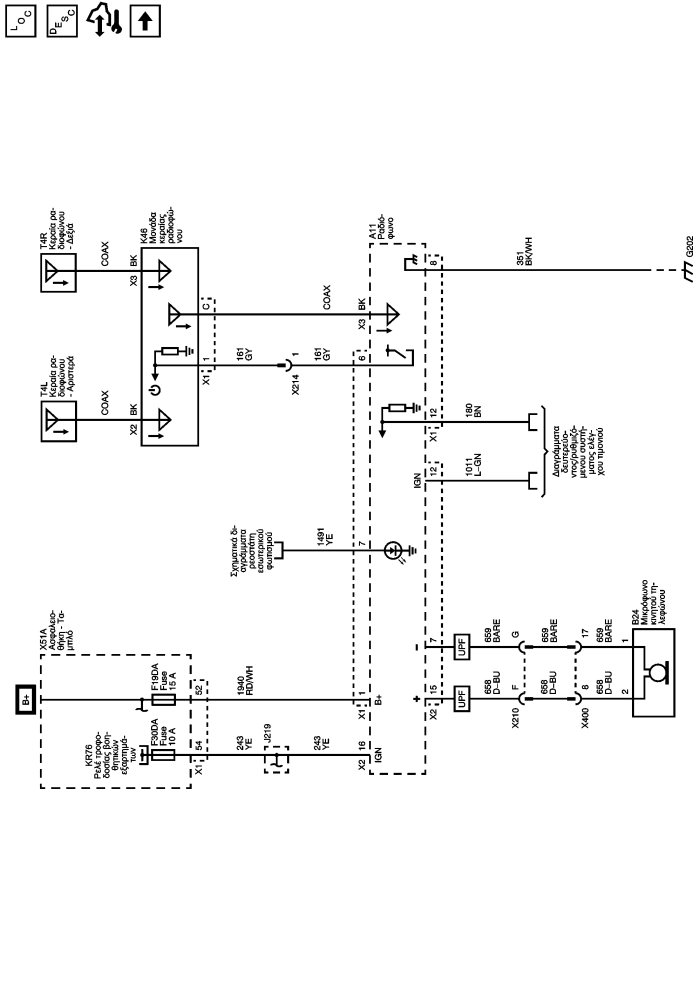 LOC
DESC
T4R
Κεραία ρα-
διοφώνου
- Δεξιά
COAX
X3 BK
K46
Μονάδα
κεραίας
ραδιοφώ-
νου
C
COAX
X3 BK
A11
Ραδιό-
φωνο
8
351
BK/WH
G202
T4L
Κεραία ρα-
διοφώνου
- Αριστερά
COAX
X2 BK
X1 1
161
GY
1
X214
161
GY
6
X1 12
180
BN
IGN
12
1011
L-GN
Διαγράμματα
δευτερεύο-
ντος/ρυθμιζό-
μενου συστή-
ματος ελέγ-
χου τιμονιού
Σχηματικά δι-
αγράμματα
ρεοστάτη
εσωτερικού
φωτισμού
1491
YE
7
X51A
Ασφαλειο-
θήκη - Τα-
μπλό
B+
F19DA
Fuse
15 A
52
1940
RD/WH
X1 1
B+
KR76
Ρελέ τροφο-
δοσίας βοη-
θητικών
εξαρτημά-
των
F30DA
Fuse
10 A
X1 54
243
YE
J219
243
YE
X2 16
IGN
-
7
UPF
659
BARE
G
659
BARE
17
659
BARE
1
+
X2 15
UPF
658
D-BU
F
X210
658
D-BU
8
X400
658
D-BU
2
B24
Μικρόφωνο
κινητού τη-
λεφώνου